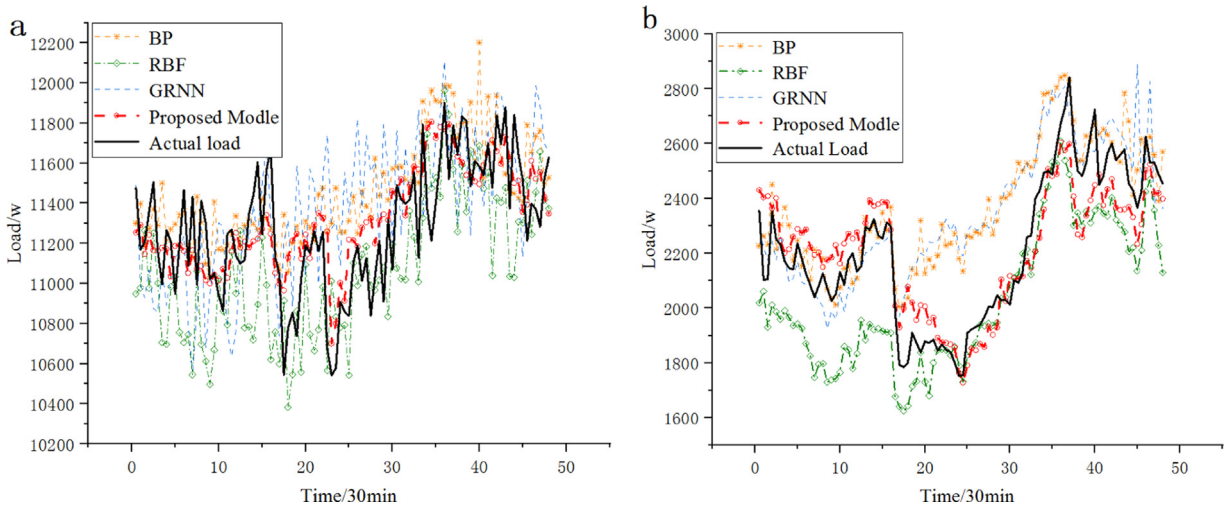 a
BP
RBF
GRNN
Proposed Modle
Actual load
12200
12000
11800
11600
11400
11200
11000
10800
10600
10400
10200
Load/w
0
10
20
30
40
50
Time/30min
b
BP
RBF
GRNN
Proposed Modle
Actual Load
3000
2800
2600
2400
2200
2000
1800
1600
Load/w
0
10
20
30
40
50
Time/30min